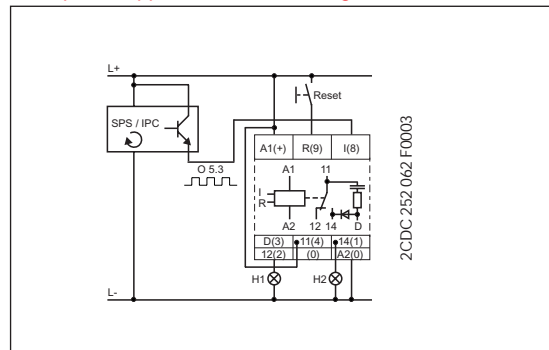 L+
Reset
SPS / IPC
A1(+) R(9) I(8)
O 5.3
A1 11
I
R
A2 12 14 D
D(3) 11(4) 14(1)
12(2) (0) A2(0)
H1 H2
L-
2CDC 252 062 F0003